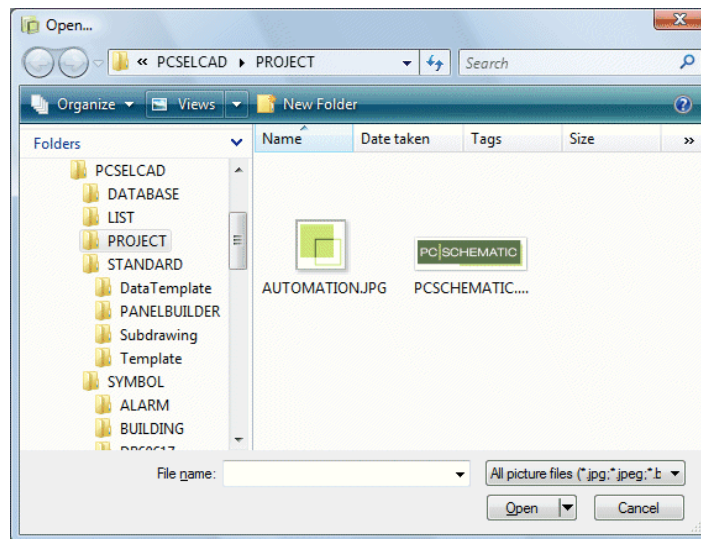 Open...
« PCSELCAD ▸ PROJECT
Search
Organize
Views
New Folder
Folders
Name
Date taken
Tags
Size
»
PCSELCAD
DATABASE
LIST
PROJECT
STANDARD
DataTemplate
PANELBUILDER
Subdrawing
Template
SYMBOL
ALARM
BUILDING
PC|SCHEMATIC
AUTOMATION.JPG
PCSCHEMATIC....
File name:
All picture files (*.jpg;*.jpeg;*.b
Open
Cancel